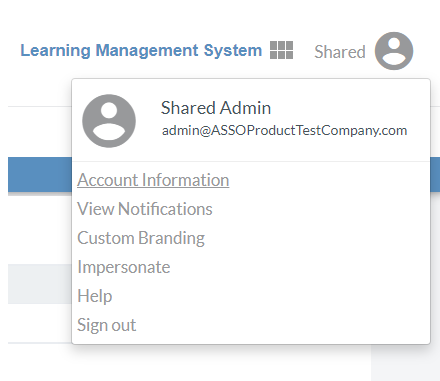 Learning Management System
Shared
Shared Admin
admin@ASSOProductTestCompany.com
Account Information
View Notifications
Custom Branding
Impersonate
Help
Sign out